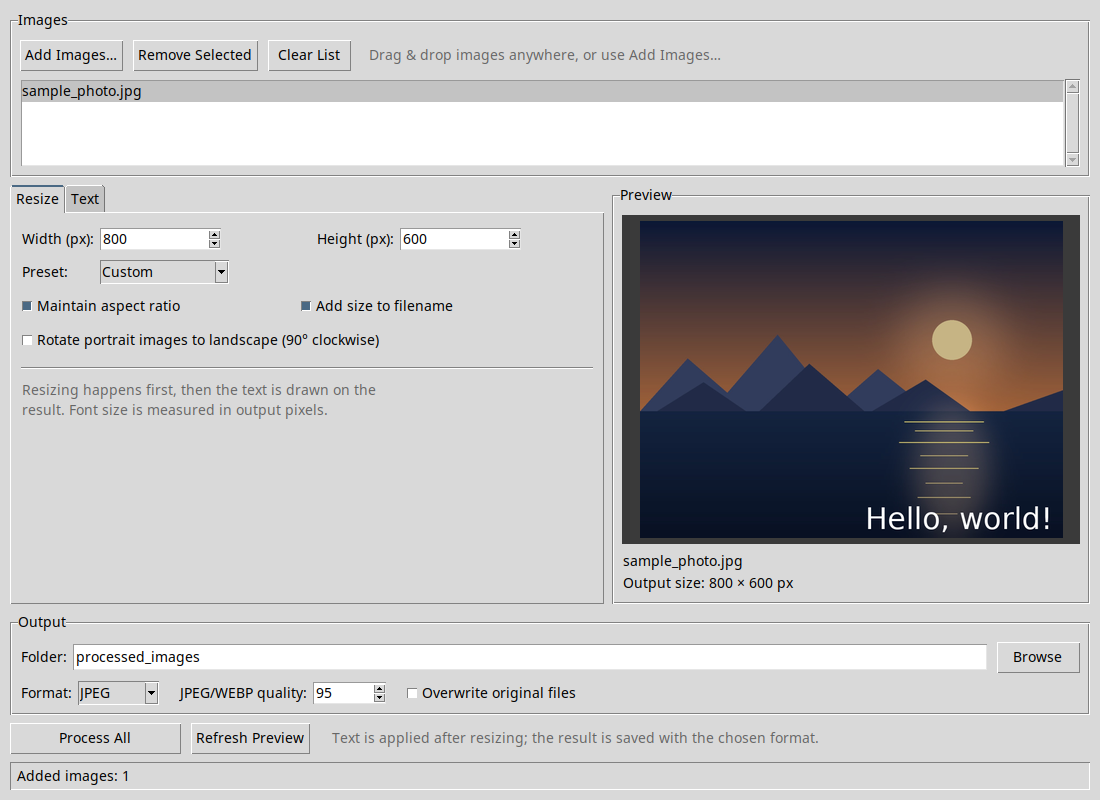 Images
Add Images... Remove Selected Clear List Drag & drop images anywhere, or use Add Images...
sample_photo.jpg
Resize Text
Width (px): 800 Height (px): 600
Preset: Custom
Maintain aspect ratio Add size to filename
Rotate portrait images to landscape (90° clockwise)
Resizing happens first, then the text is drawn on the
result. Font size is measured in output pixels.
Preview
Hello, world!
sample_photo.jpg
Output size: 800 × 600 px
Output
Folder: processed_images Browse
Format: JPEG JPEG/WEBP quality: 95 Overwrite original files
Process All Refresh Preview Text is applied after resizing; the result is saved with the chosen format.
Added images: 1